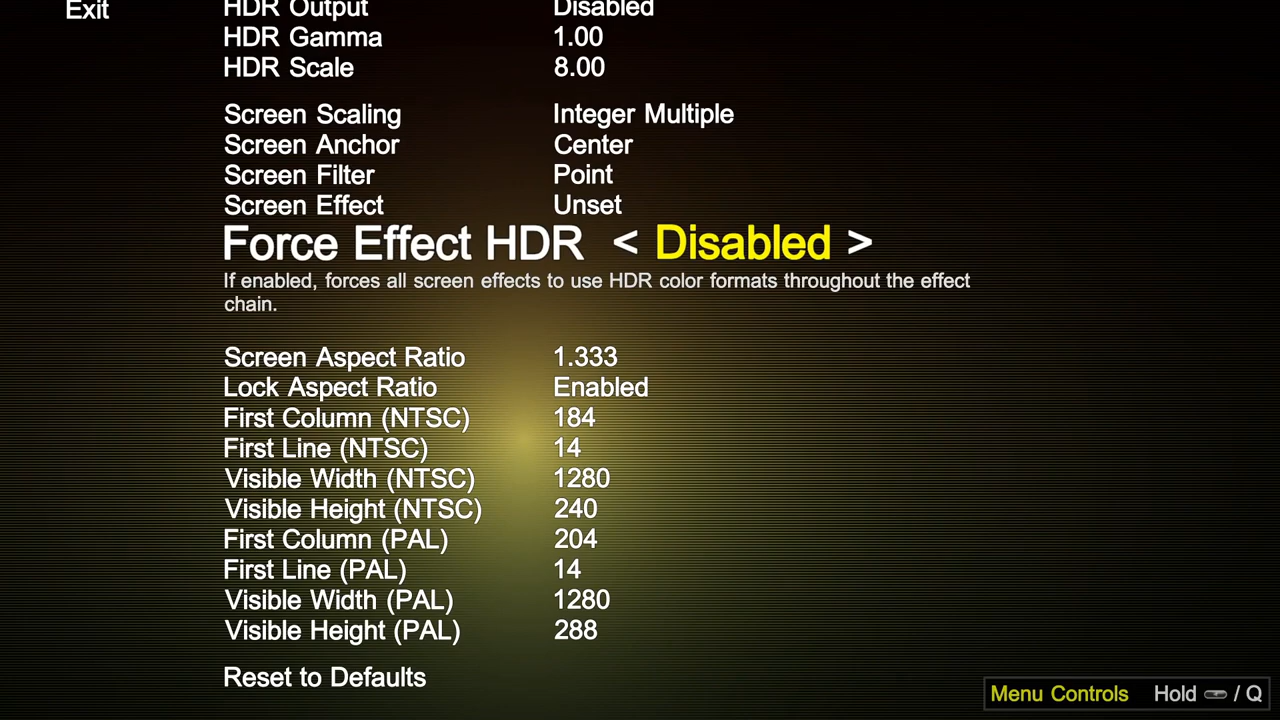 Exit
HDR Output Disabled
HDR Gamma 1.00
HDR Scale 8.00
Screen Scaling Integer Multiple
Screen Anchor Center
Screen Filter Point
Screen Effect Unset
Force Effect HDR < Disabled >
If enabled, forces all screen effects to use HDR color formats throughout the effect
chain.
Screen Aspect Ratio 1.333
Lock Aspect Ratio Enabled
First Column (NTSC) 184
First Line (NTSC) 14
Visible Width (NTSC) 1280
Visible Height (NTSC) 240
First Column (PAL) 204
First Line (PAL) 14
Visible Width (PAL) 1280
Visible Height (PAL) 288
Reset to Defaults
Menu Controls Hold / Q